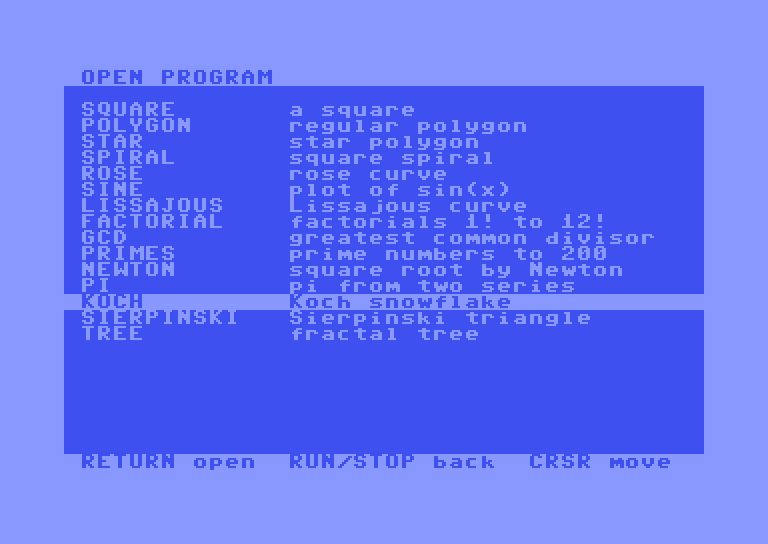 OPEN PROGRAM
SQUARE a square
POLYGON regular polygon
STAR star polygon
SPIRAL square spiral
ROSE rose curve
SINE plot of sin(x)
LISSAJOUS Lissajous curve
FACTORIAL factorials 1! to 12!
GCD greatest common divisor
PRIMES prime numbers to 200
NEWTON square root by Newton
PI pi from two series
KOCH Koch snowflake
SIERPINSKI Sierpinski triangle
TREE fractal tree
RETURN open RUN/STOP back CRSR move